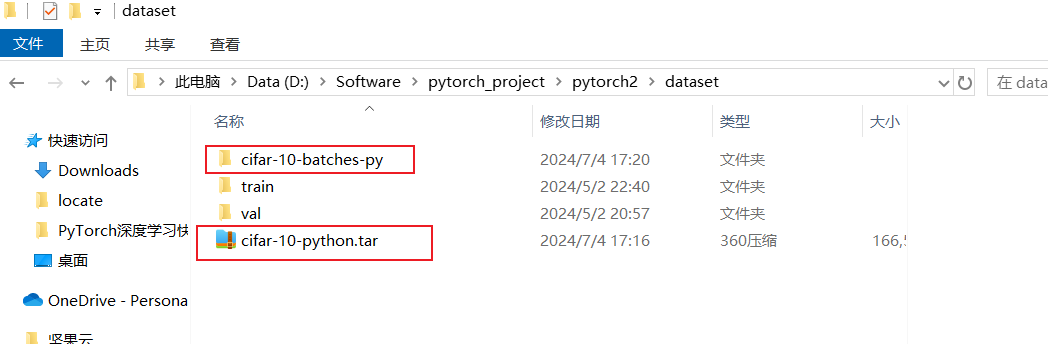 dataset
文件 主页 共享 查看
此电脑 Data (D:) Software pytorch_project pytorch2 dataset 在 data
名称 修改日期 类型 大小
快速访问
Downloads
locate
PyTorch深度学习快
桌面
OneDrive - Persona
坚果云
cifar-10-batches-py 2024/7/4 17:20 文件夹
train 2024/5/2 22:40 文件夹
val 2024/5/2 20:57 文件夹
cifar-10-python.tar 2024/7/4 17:16 360压缩 166,5